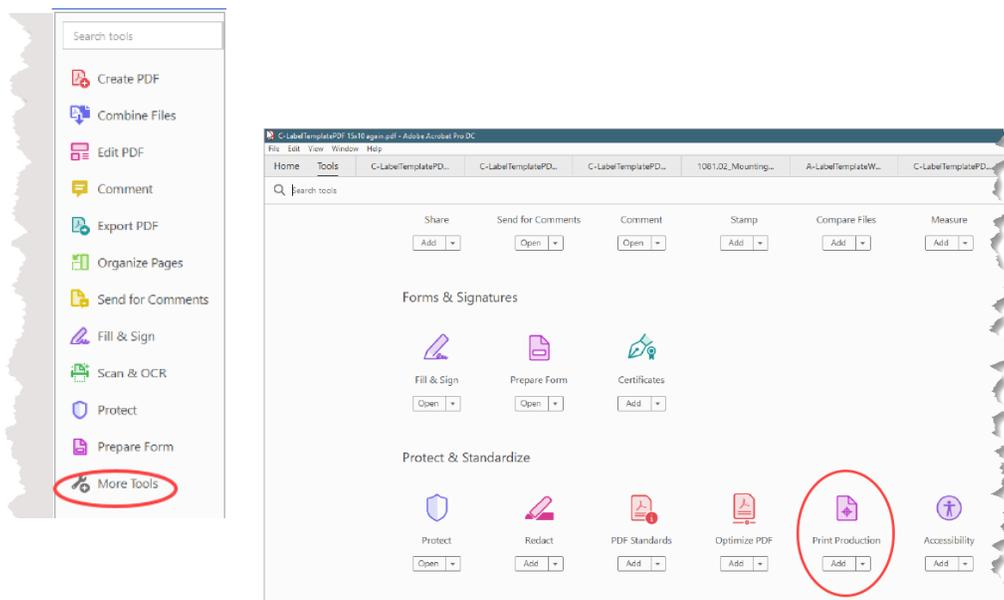 Search tools
Create PDF
Combine Files
Edit PDF
Comment
Export PDF
Organize Pages
Send for Comments
Fill & Sign
Scan & OCR
Protect
Prepare Form
More Tools
C-LabelTemplatePDF 15x10 again.pdf - Adobe Acrobat Pro DC
File Edit View Window Help
Home Tools C-LabelTemplatePD... C-LabelTemplatePD... C-LabelTemplatePD... 1081.02_Mounting... A-LabelTemplateW... C-LabelTemplatePD...
Search tools
Share Send for Comments Comment Stamp Compare Files Measure
Add Open Open Add Add Add
Forms & Signatures
Fill & Sign Prepare Form Certificates
Open Open Add
Protect & Standardize
Protect Redact PDF Standards Optimize PDF Print Production Accessibility
Open Add Add Add Add Add